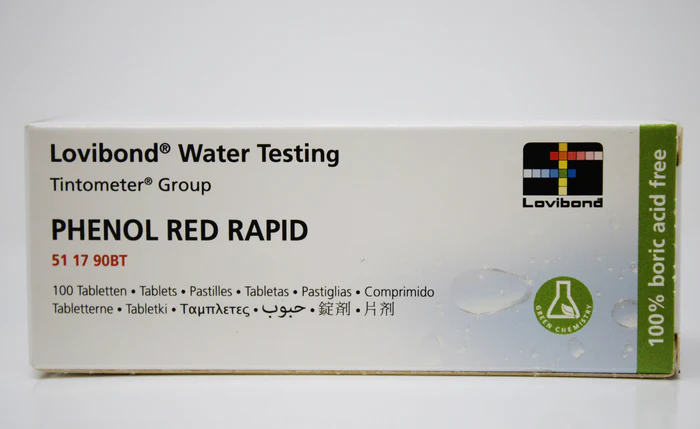 Lovibond® Water Testing
Tintometer® Group
PHENOL RED RAPID
51 17 90BT
100 Tabletten • Tablets • Pastilles • Tabletas • Pastiglias • Comprimido
Tabletterne • Tabletki • Ταμπλετες • حبوب • 錠剤 • 片剂
Lovibond
GREEN CHEMISTRY
100% boric acid free